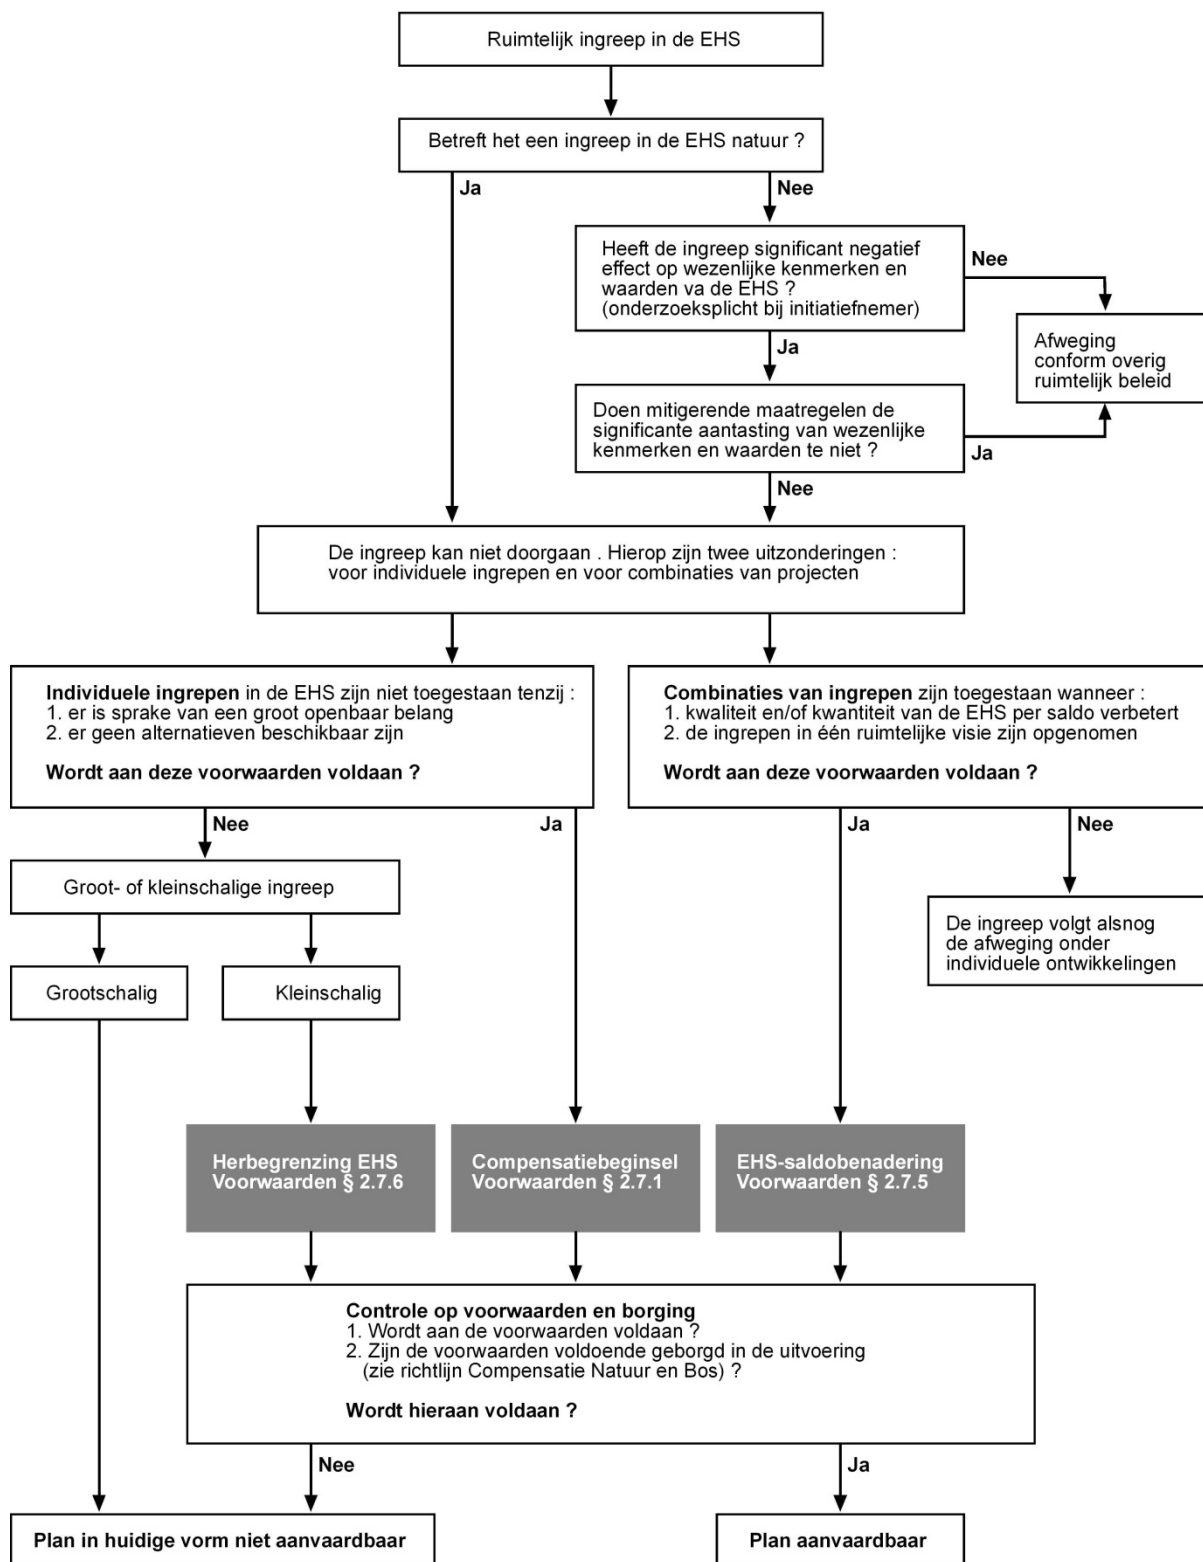 Ruimtelijk ingreep in de EHS
Betreft het een ingreep in de EHS natuur ?
Ja
Nee
Heeft de ingreep significant negatief
effect op wezenlijke kenmerken en
waarden va de EHS ?
(onderzoeksplicht bij initiatiefnemer)
Nee
Ja
Afweging
conform overig
ruimtelijk beleid
Doen mitigerende maatregelen de
significante aantasting van wezenlijke
kenmerken en waarden te niet ?
Ja
Nee
De ingreep kan niet doorgaan . Hierop zijn twee uitzonderingen :
voor individuele ingrepen en voor combinaties van projecten
Individuele ingrepen in de EHS zijn niet toegestaan tenzij :
1. er is sprake van een groot openbaar belang
2. er geen alternatieven beschikbaar zijn
Wordt aan deze voorwaarden voldaan ?
Combinaties van ingrepen zijn toegestaan wanneer :
1. kwaliteit en/of kwantiteit van de EHS per saldo verbetert
2. de ingrepen in één ruimtelijke visie zijn opgenomen
Wordt aan deze voorwaarden voldaan ?
Nee
Ja
Ja
Nee
Groot- of kleinschalige ingreep
De ingreep volgt alsnog
de afweging onder
individuele ontwikkelingen
Grootschalig
Kleinschalig
Herbegrenzing EHS
Voorwaarden § 2.7.6
Compensatiebeginsel
Voorwaarden § 2.7.1
EHS-saldobenadering
Voorwaarden § 2.7.5
Controle op voorwaarden en borging
1. Wordt aan de voorwaarden voldaan ?
2. Zijn de voorwaarden voldoende geborgd in de uitvoering
(zie richtlijn Compensatie Natuur en Bos) ?
Wordt hieraan voldaan ?
Nee
Ja
Plan in huidige vorm niet aanvaardbaar
Plan aanvaardbaar